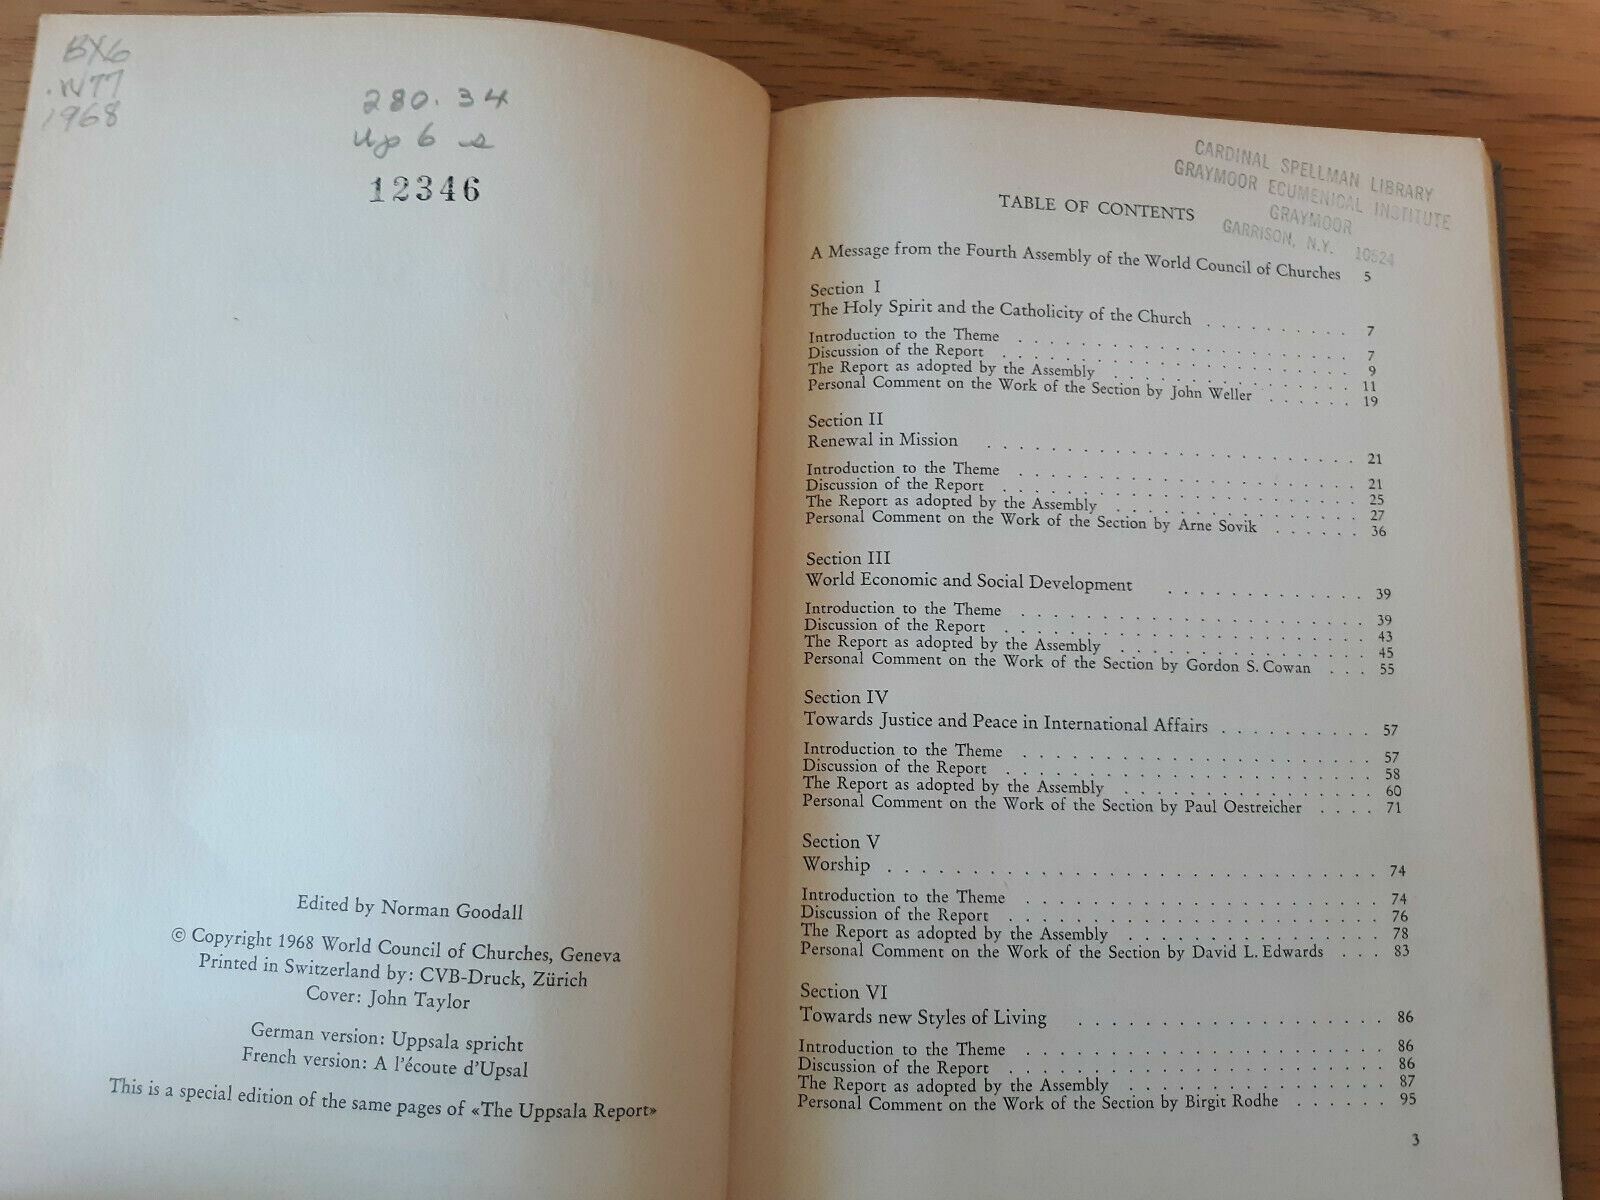 BX6
.W77
1968
280.34
Up 6 s
12346
Edited by Norman Goodall
© Copyright 1968 World Council of Churches, Geneva
Printed in Switzerland by: CVB-Druck, Zürich
Cover: John Taylor
German version: Uppsala spricht
French version: A l'écoute d'Upsal
This is a special edition of the same pages of «The Uppsala Report»
CARDINAL SPELLMAN LIBRARY
GRAYMOOR ECUMENICAL INSTITUTE
GRAYMOOR
GARRISON, N.Y. 10524
TABLE OF CONTENTS
A Message from the Fourth Assembly of the World Council of Churches 5
Section I
The Holy Spirit and the Catholicity of the Church . . . . . . . . . . 7
Introduction to the Theme . . . . . . . . . . . . . . . . . . . . 7
Discussion of the Report . . . . . . . . . . . . . . . . . . . . 9
The Report as adopted by the Assembly . . . . . . . . . . . . . 11
Personal Comment on the Work of the Section by John Weller . . . . . . 19
Section II
Renewal in Mission . . . . . . . . . . . . . . . . . . . . . . . 21
Introduction to the Theme . . . . . . . . . . . . . . . . . . . . 21
Discussion of the Report . . . . . . . . . . . . . . . . . . . . 25
The Report as adopted by the Assembly . . . . . . . . . . . . . 27
Personal Comment on the Work of the Section by Arne Sovik . . . . . . 36
Section III
World Economic and Social Development . . . . . . . . . . . . . 39
Introduction to the Theme . . . . . . . . . . . . . . . . . . . . 39
Discussion of the Report . . . . . . . . . . . . . . . . . . . . 43
The Report as adopted by the Assembly . . . . . . . . . . . . . 45
Personal Comment on the Work of the Section by Gordon S. Cowan . . . 55
Section IV
Towards Justice and Peace in International Affairs . . . . . . . . . . 57
Introduction to the Theme . . . . . . . . . . . . . . . . . . . . 57
Discussion of the Report . . . . . . . . . . . . . . . . . . . . 58
The Report as adopted by the Assembly . . . . . . . . . . . . . 60
Personal Comment on the Work of the Section by Paul Oestreicher . . . . 71
Section V
Worship . . . . . . . . . . . . . . . . . . . . . . . . . . . . 74
Introduction to the Theme . . . . . . . . . . . . . . . . . . . . 74
Discussion of the Report . . . . . . . . . . . . . . . . . . . . 76
The Report as adopted by the Assembly . . . . . . . . . . . . . 78
Personal Comment on the Work of the Section by David L. Edwards . . . 83
Section VI
Towards new Styles of Living . . . . . . . . . . . . . . . . . . 86
Introduction to the Theme . . . . . . . . . . . . . . . . . . . . 86
Discussion of the Report . . . . . . . . . . . . . . . . . . . . 86
The Report as adopted by the Assembly . . . . . . . . . . . . . 87
Personal Comment on the Work of the Section by Birgit Rodhe . . . . . . 95
3